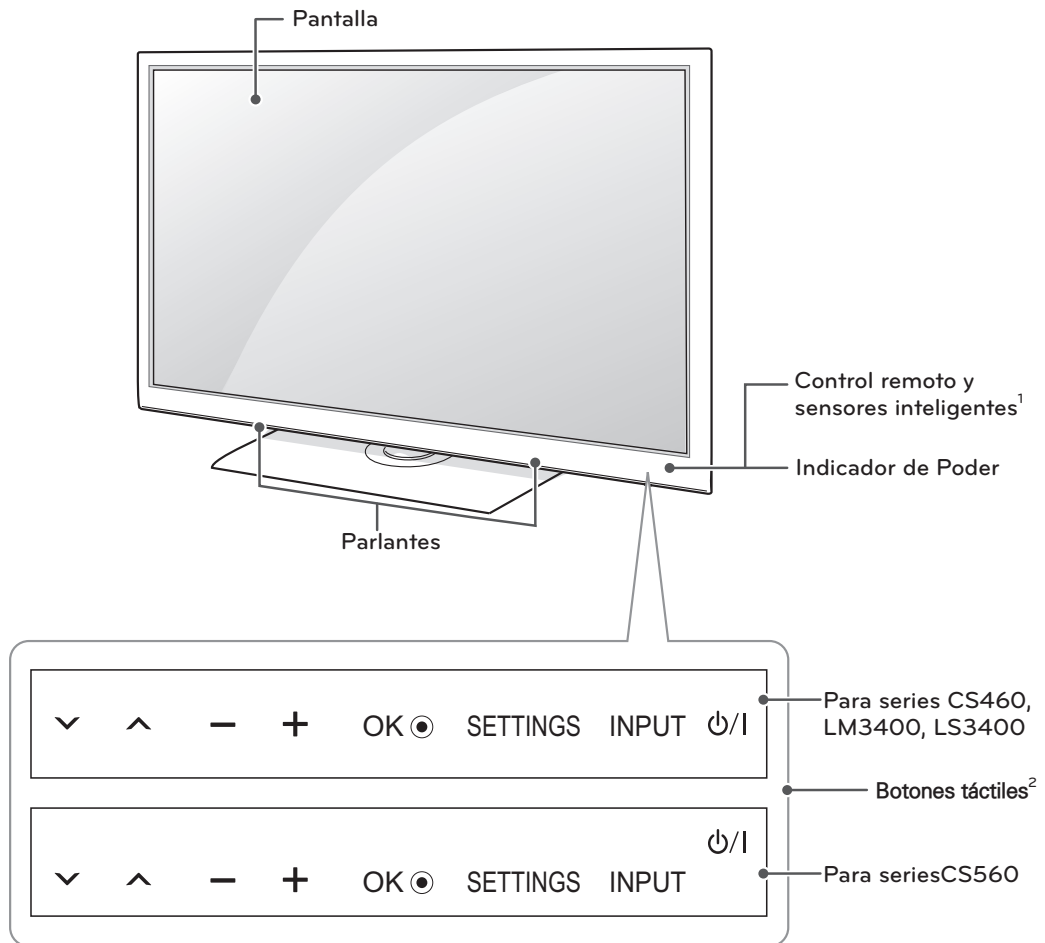 Pantalla
Control remoto y
sensores inteligentes¹
Indicador de Poder
Parlantes
OK SETTINGS INPUT ⏻/I
Para series CS460,
LM3400, LS3400
Botones táctiles²
⏻/I
OK SETTINGS INPUT
Para seriesCS560